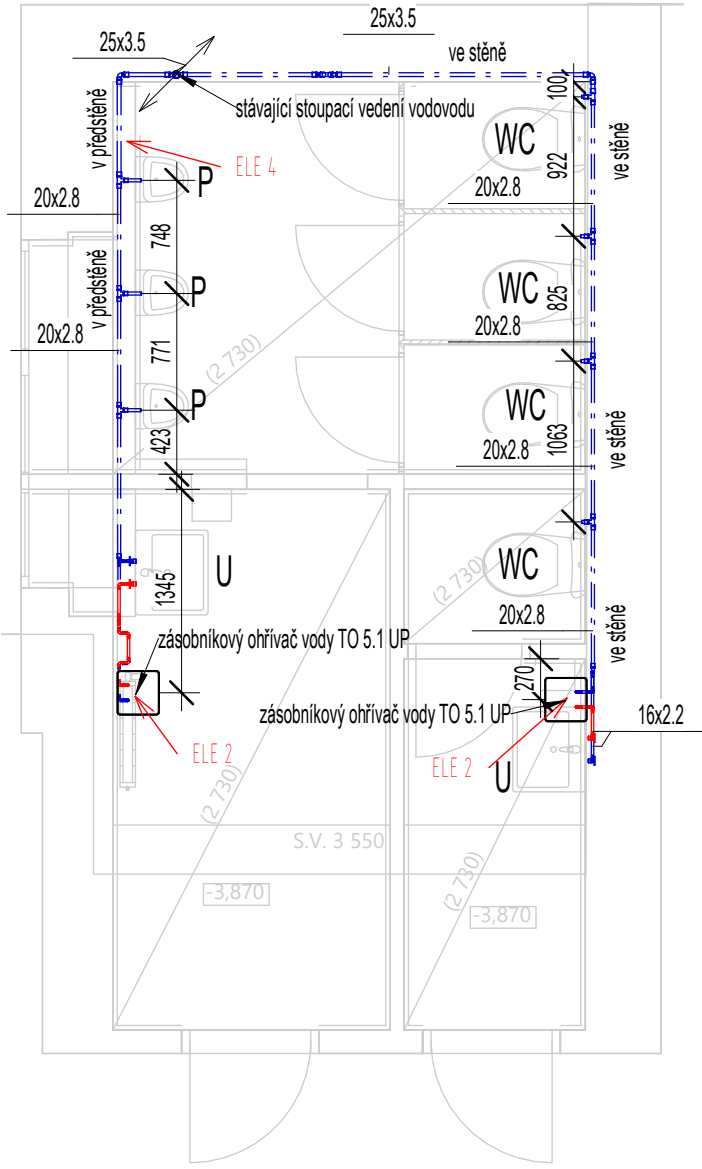 25x3.5
25x3.5
ve stěně
100
stávající stoupací vedení vodovodu
v předstěně
ELE 4
P
WC
922
ve stěně
20x2.8
20x2.8
748
v předstěně
P
WC
825
20x2.8
20x2.8
771
(2 730)
P
WC
423
1063
ve stěně
20x2.8
U
1345
WC
(2 730)
20x2.8
ve stěně
zásobníkový ohřívač vody TO 5.1 UP
270
zásobníkový ohřívač vody TO 5.1 UP
16x2.2
ELE 2
ELE 2
U
(2 730)
S.V. 3 550
(2 730)
-3,870
-3,870